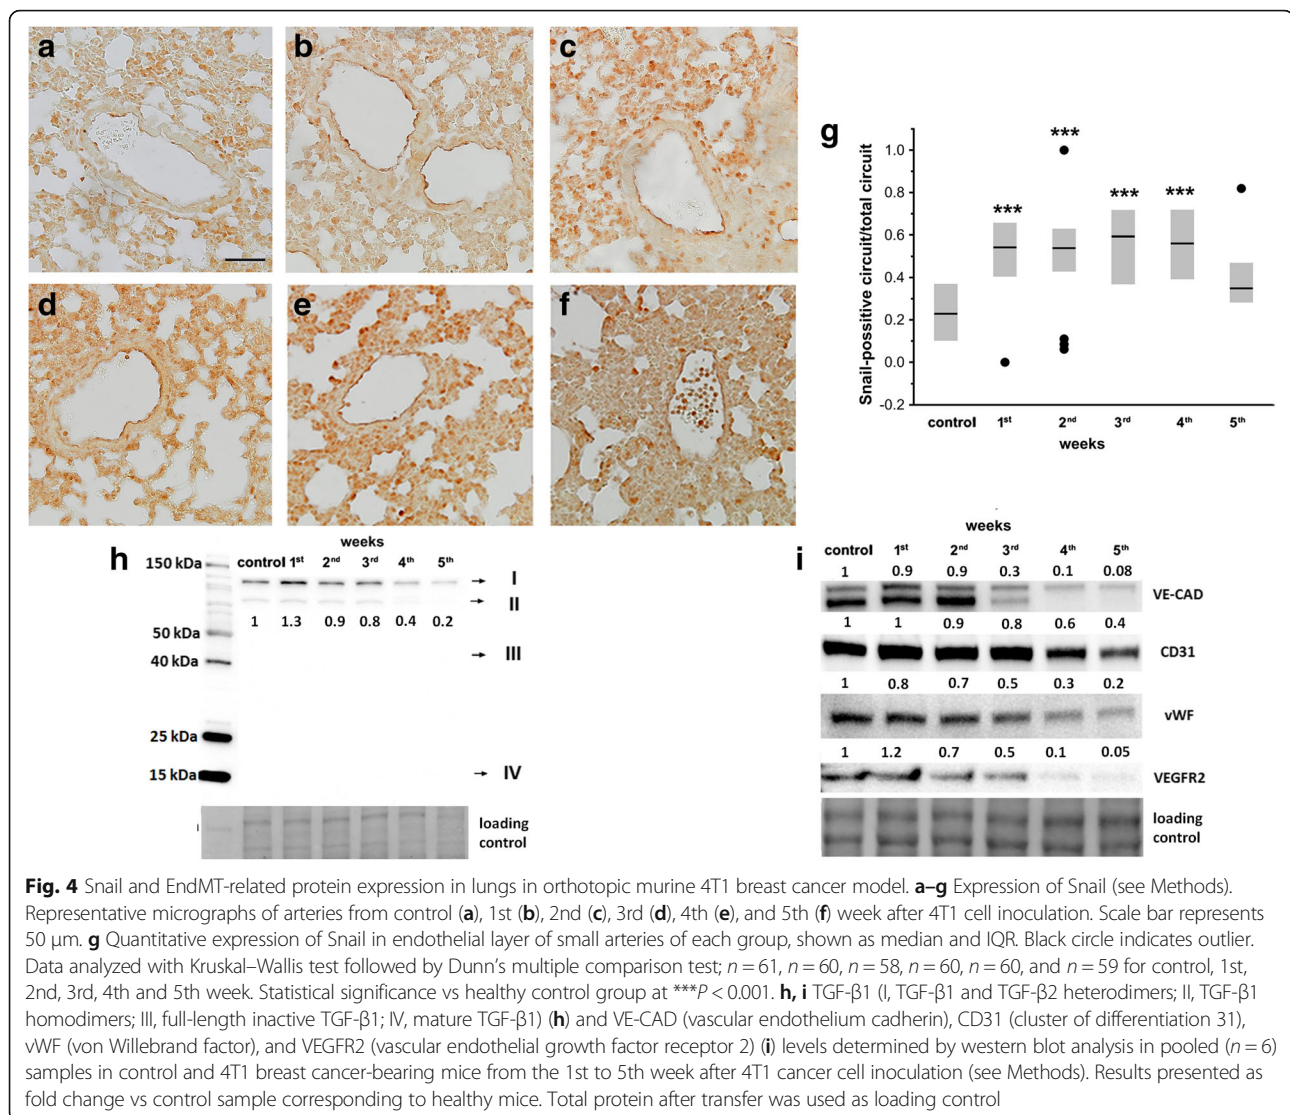 a
b
c
d
e
f
g
***
***
***
***
1.0
0.8
0.6
0.4
0.2
0.0
-0.2
Snail-possitive circuit/total circuit
control 1st 2nd 3rd 4th 5th
weeks
h
weeks
control 1st 2nd 3rd 4th 5th
150 kDa
I
II
1 1.3 0.9 0.8 0.4 0.2
50 kDa
III
40 kDa
25 kDa
15 kDa
IV
loading
control
i
weeks
control 1st 2nd 3rd 4th 5th
1 0.9 0.9 0.3 0.1 0.08
VE-CAD
1 1 0.9 0.8 0.6 0.4
CD31
1 0.8 0.7 0.5 0.3 0.2
vWF
1 1.2 0.7 0.5 0.1 0.05
VEGFR2
loading
control
Fig. 4 Snail and EndMT-related protein expression in lungs in orthotopic murine 4T1 breast cancer model. a–g Expression of Snail (see Methods).
Representative micrographs of arteries from control (a), 1st (b), 2nd (c), 3rd (d), 4th (e), and 5th (f) week after 4T1 cell inoculation. Scale bar represents
50 μm. g Quantitative expression of Snail in endothelial layer of small arteries of each group, shown as median and IQR. Black circle indicates outlier.
Data analyzed with Kruskal–Wallis test followed by Dunn's multiple comparison test; n = 61, n = 60, n = 58, n = 60, n = 60, and n = 59 for control, 1st,
2nd, 3rd, 4th and 5th week. Statistical significance vs healthy control group at ***P < 0.001. h, i TGF-β1 (I, TGF-β1 and TGF-β2 heterodimers; II, TGF-β1
homodimers; III, full-length inactive TGF-β1; IV, mature TGF-β1) (h) and VE-CAD (vascular endothelium cadherin), CD31 (cluster of differentiation 31),
vWF (von Willebrand factor), and VEGFR2 (vascular endothelial growth factor receptor 2) (i) levels determined by western blot analysis in pooled (n = 6)
samples in control and 4T1 breast cancer-bearing mice from the 1st to 5th week after 4T1 cancer cell inoculation (see Methods). Results presented as
fold change vs control sample corresponding to healthy mice. Total protein after transfer was used as loading control